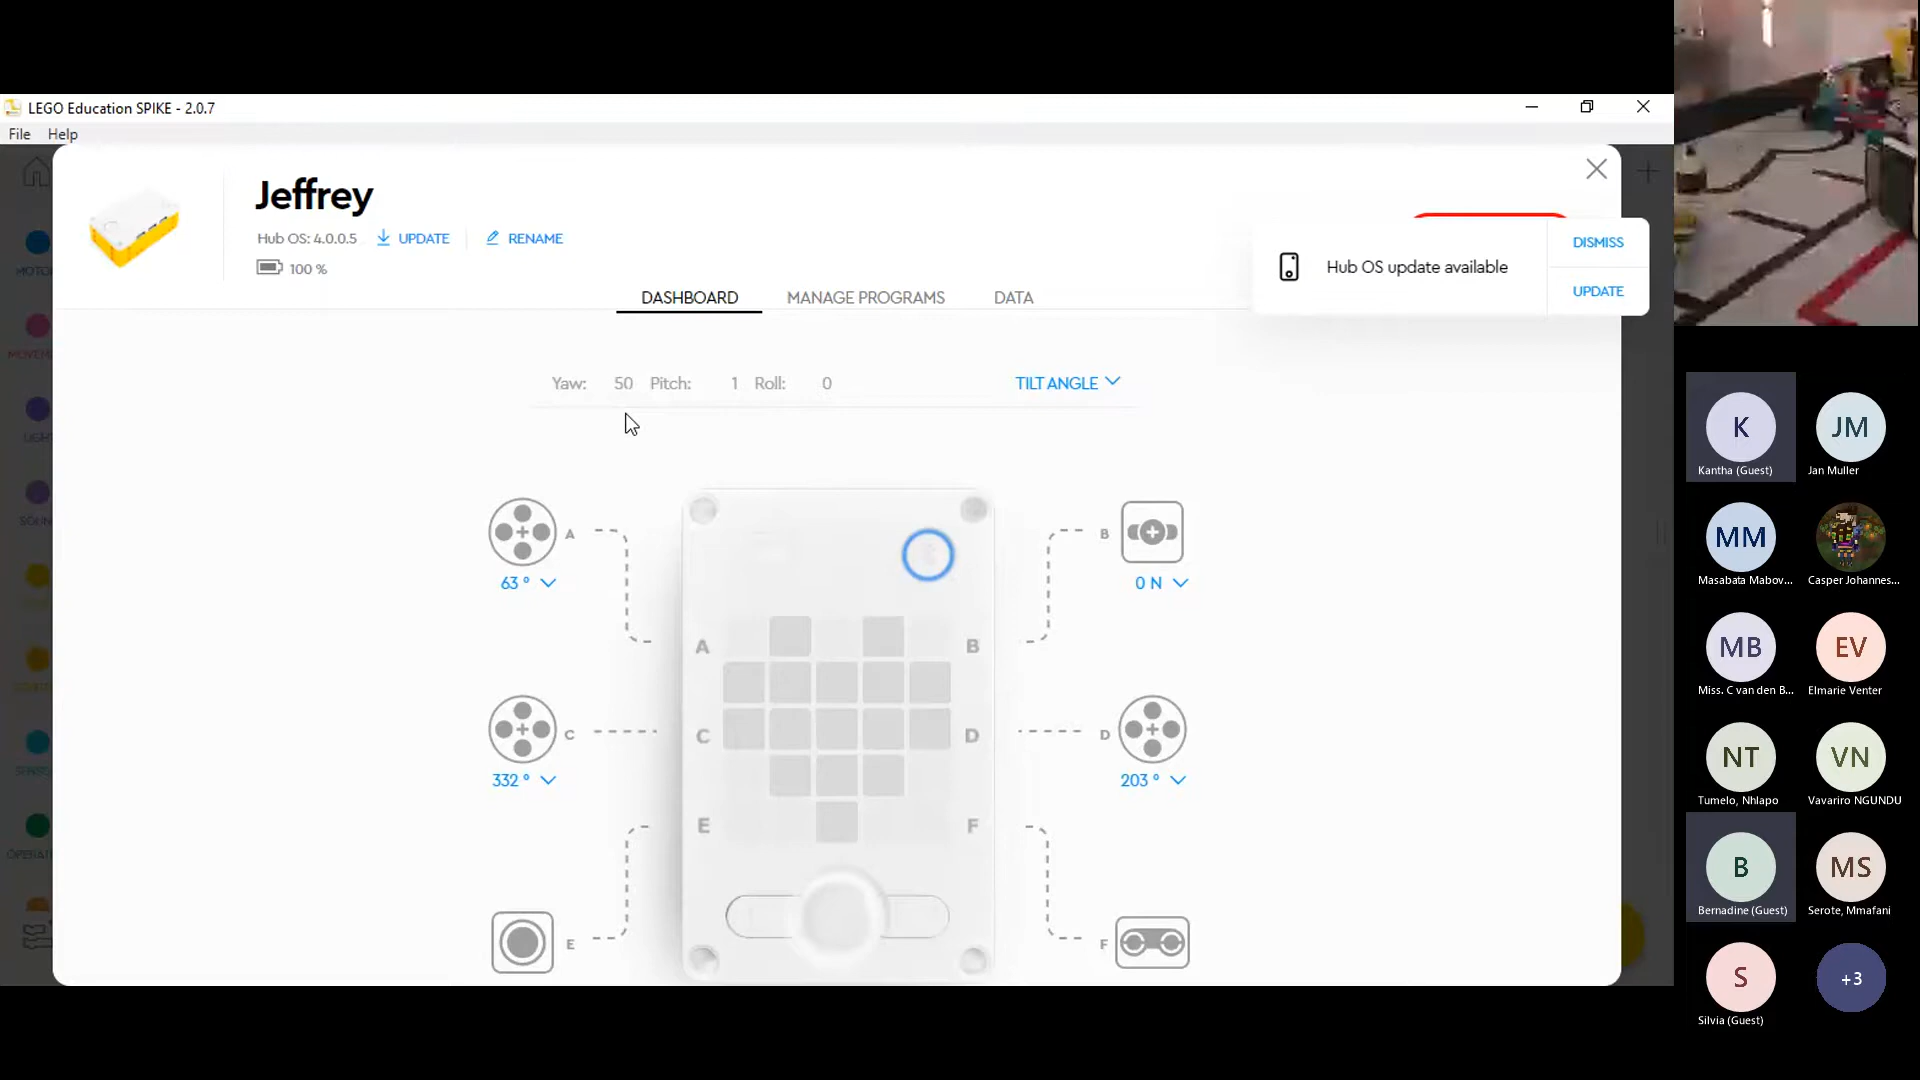 LEGO Education SPIKE - 2.0.7
File Help
Jeffrey
Hub OS: 4.0.0.5 UPDATE RENAME
100 %
Hub OS update available
DISMISS
UPDATE
DASHBOARD MANAGE PROGRAMS DATA
Yaw: 50 Pitch: 1 Roll: 0 TILT ANGLE
A B
63 ° 0 N
A B
C D
C D
332 ° 203 °
E F
E F
K JM
Kantha (Guest) Jan Muller
MM
Masabata Mabov... Casper Johannes...
MB EV
Miss. C van den B... Elmarie Venter
NT VN
Tumelo, Nhlapo Vavariro NGUNDU
B MS
Bernadine (Guest) Serote, Mmafani
S +3
Silvia (Guest)